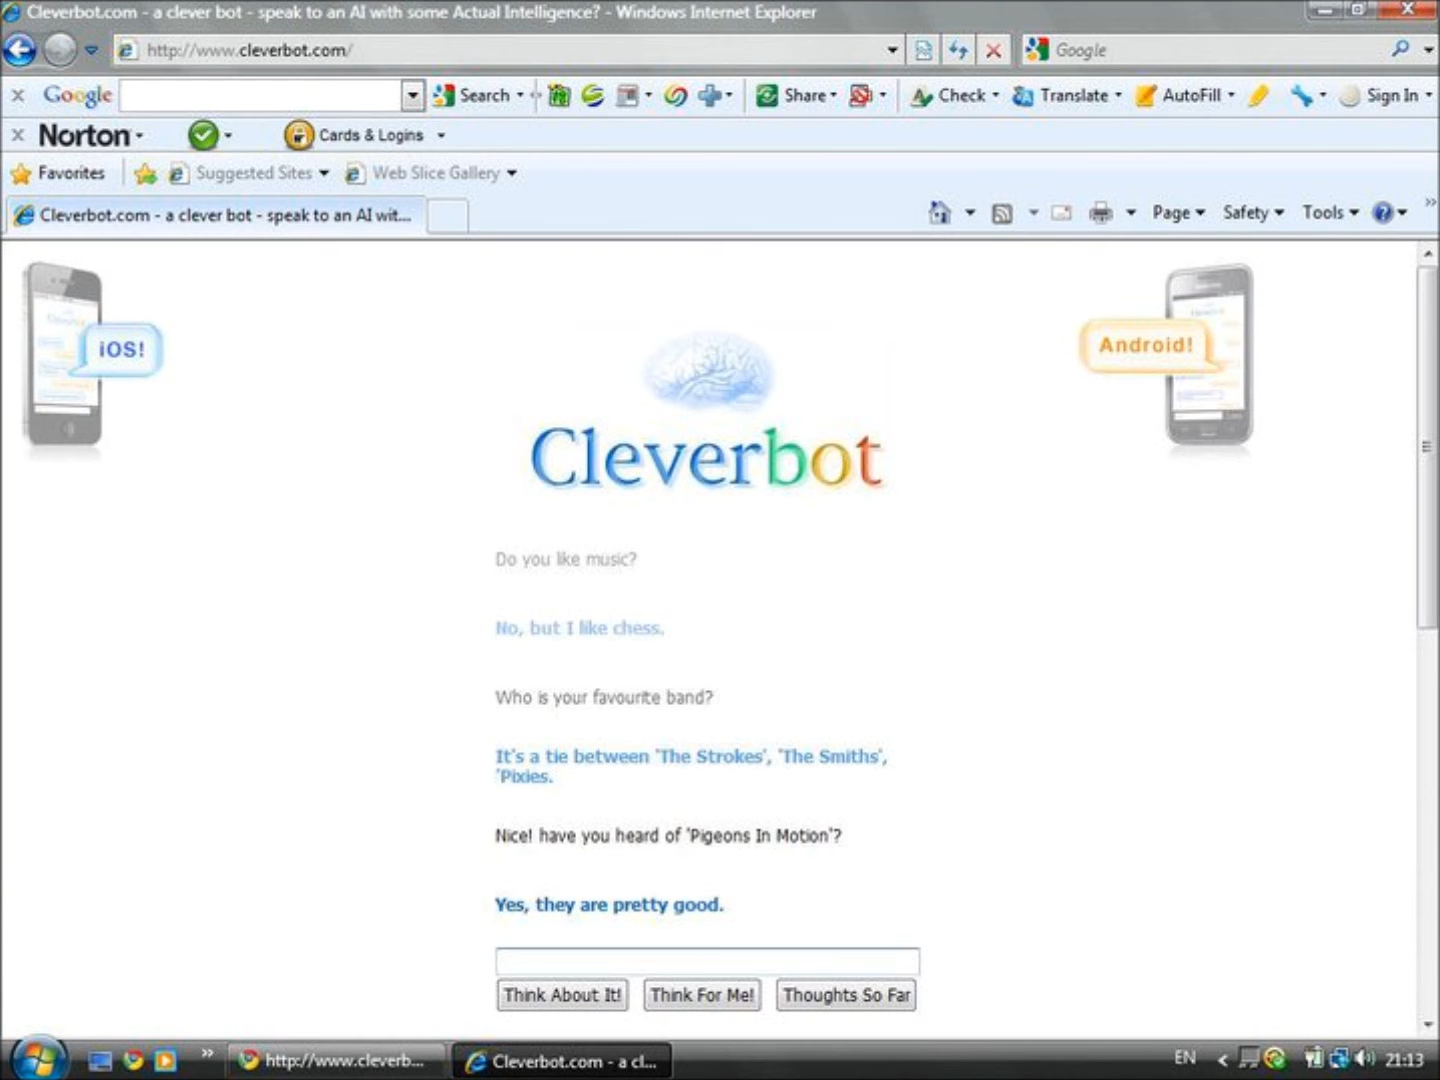 Cleverbot.com - a clever bot - speak to an AI with some Actual Intelligence? - Windows Internet Explorer
http://www.cleverbot.com/
Google
Google Search Share Check Translate AutoFill Sign In
Norton Cards & Logins
Favorites Suggested Sites Web Slice Gallery
Cleverbot.com - a clever bot - speak to an AI wit... Page Safety Tools
iOS!
Android!
Cleverbot
Do you like music?
No, but I like chess.
Who is your favourite band?
It's a tie between 'The Strokes', 'The Smiths',
'Pixies.
Nice! have you heard of 'Pigeons In Motion'?
Yes, they are pretty good.
Think About It! Think For Me! Thoughts So Far
http://www.cleverb... Cleverbot.com - a cl... EN 21:13